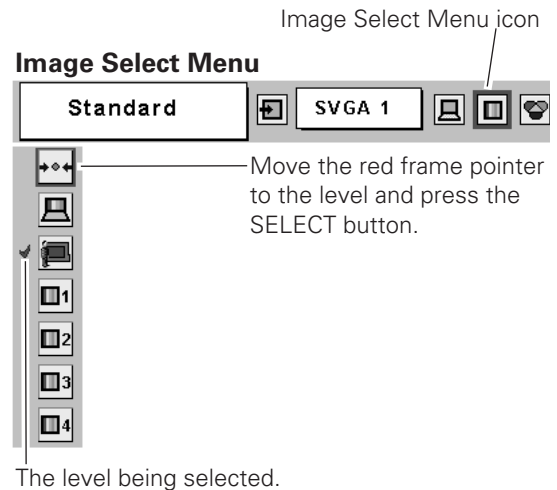 Image Select Menu icon
Image Select Menu
Standard
SVGA 1
Move the red frame pointer
to the level and press the
SELECT button.
1
2
3
4
The level being selected.